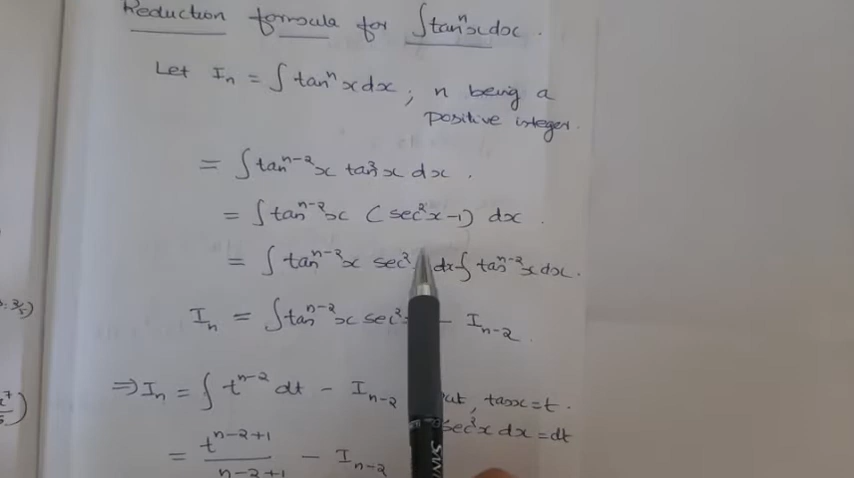 Reduction formula for ∫tanⁿx dx.
Let Iₙ = ∫ tanⁿ x dx ; n being a
positive integer.
= ∫ tanⁿ⁻²x tan²x dx .
= ∫ tanⁿ⁻²x (sec²x-1) dx .
= ∫ tanⁿ⁻²x sec² dx - ∫ tanⁿ⁻²x dx.
Iₙ = ∫ tanⁿ⁻²x sec² - Iₙ₋₂ .
⇒ Iₙ = ∫ tⁿ⁻² dt - Iₙ₋₂ , tanx = t .
sec²x dx = dt
= tⁿ⁻²⁺¹/n-2+1 - Iₙ₋₂